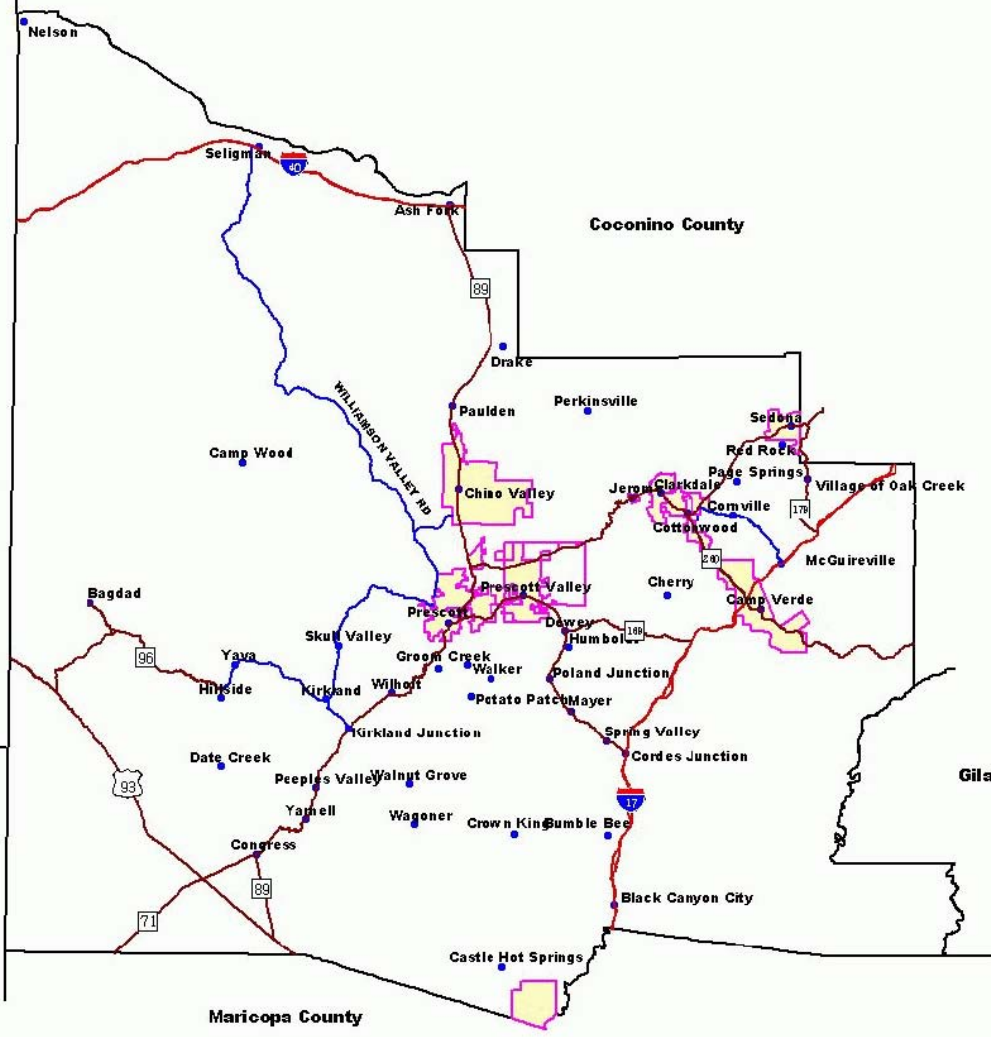 Nelson
Seligman
40
Ash Fork
Coconino County
89
Drake
WILLIAMSON VALLEY RD
Paulden
Perkinsville
Sedona
Red Rock
Camp Wood
Page Springs
Chino Valley
Jerome
Clarkdale
Village of Oak Creek
Cornville
179
Cottonwood
260
McGuireville
Prescott Valley
Cherry
Bagdad
Camp Verde
Prescott
Dewey
169
Skull Valley
Humbol
96
Yava
Groom Creek
Walker
Poland Junction
Hillside
Kirkland
Wilhoit
Potato Patch
Mayer
Kirkland Junction
Spring Valley
Date Creek
Cordes Junction
93
Peeples Valley
Walnut Grove
Gila
17
Yarnell
Wagoner
Crown King
Bumble Bee
Congress
89
Black Canyon City
71
Castle Hot Springs
Maricopa County